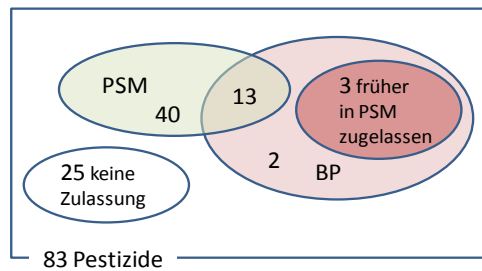 PSM
40
13
3 früher
in PSM
zugelassen
2
BP
25 keine
Zulassung
83 Pestizide